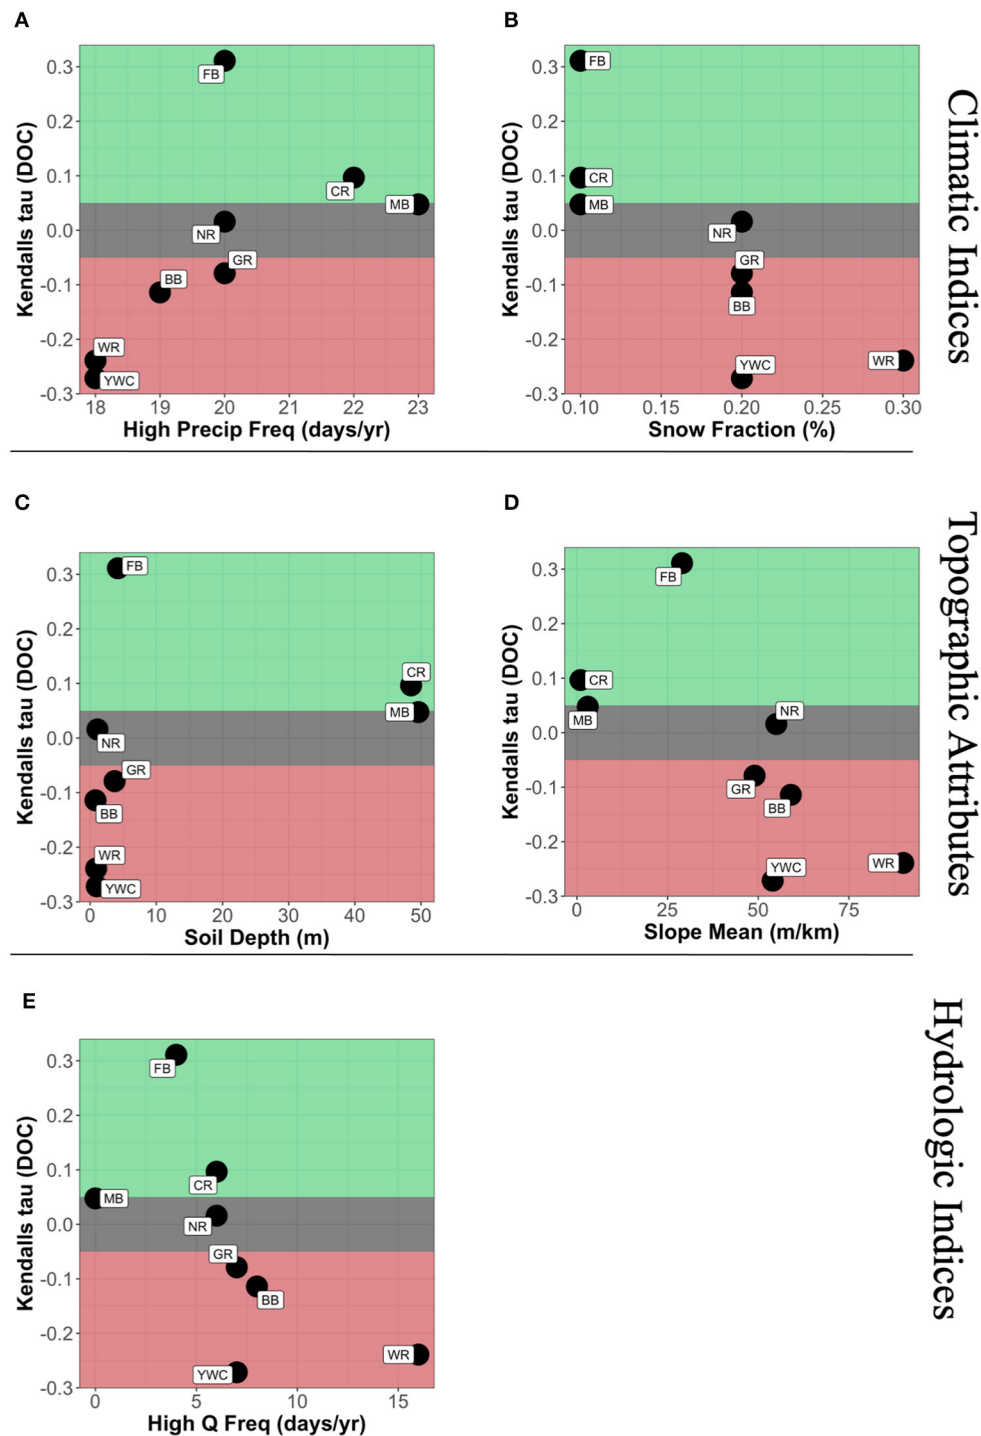 A
Kendalls tau (DOC)
0.3
0.2
0.1
0.0
-0.1
-0.2
-0.3
FB
CR
MB
NR
GR
BB
WR
YWC
18 19 20 21 22 23
High Precip Freq (days/yr)
B
Kendalls tau (DOC)
0.3
0.2
0.1
0.0
-0.1
-0.2
-0.3
FB
CR
MB
NR
GR
BB
YWC
WR
0.10 0.15 0.20 0.25 0.30
Snow Fraction (%)
Climatic Indices
C
Kendalls tau (DOC)
0.3
0.2
0.1
0.0
-0.1
-0.2
-0.3
FB
CR
MB
NR
GR
BB
WR
YWC
0 10 20 30 40 50
Soil Depth (m)
D
Kendalls tau (DOC)
0.3
0.2
0.1
0.0
-0.1
-0.2
-0.3
FB
CR
MB
NR
GR
BB
YWC
WR
0 25 50 75
Slope Mean (m/km)
Topographic Attributes
E
Kendalls tau (DOC)
0.3
0.2
0.1
0.0
-0.1
-0.2
-0.3
FB
CR
MB
NR
GR
BB
WR
YWC
0 5 10 15
High Q Freq (days/yr)
Hydrologic Indices